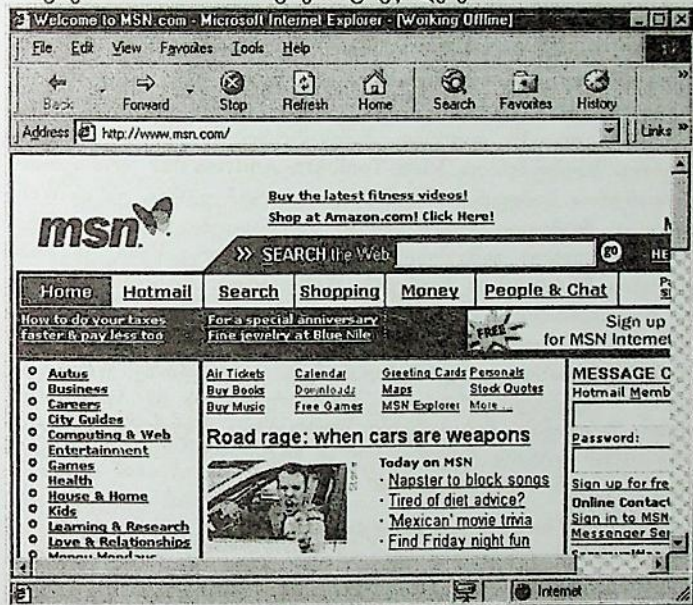 Welcome to MSN.com - Microsoft Internet Explorer - [Working Offline]
File Edit View Favorites Tools Help
Back Forward Stop Refresh Home Search Favorites History
Address http://www.msn.com/ Links
Buy the latest fitness videos!
Shop at Amazon.com! Click Here!
msn
SEARCH the Web go HE
Home Hotmail Search Shopping Money People & Chat
How to do your taxes
faster & pay less too
For a special anniversary
Fine jewelry at Blue Nile
FREE
Sign up
for MSN Internet
Autus
Business
Careers
City Guides
Computing & Web
Entertainment
Games
Health
House & Home
Kids
Learning & Research
Love & Relationships
Money Mondays
Air Tickets Calendar Greeting Cards Personals
Buy Books Downloads Maps Stock Quotes
Buy Music Free Games MSN Explorer More ...
Road rage: when cars are weapons
Today on MSN
· Napster to block songs
· Tired of diet advice?
· 'Mexican' movie trivia
· Find Friday night fun
MESSAGE C
Hotmail Memb
Password:
Sign up for fre
Online Contact
Sign in to MSN
Messenger Ser
Internet